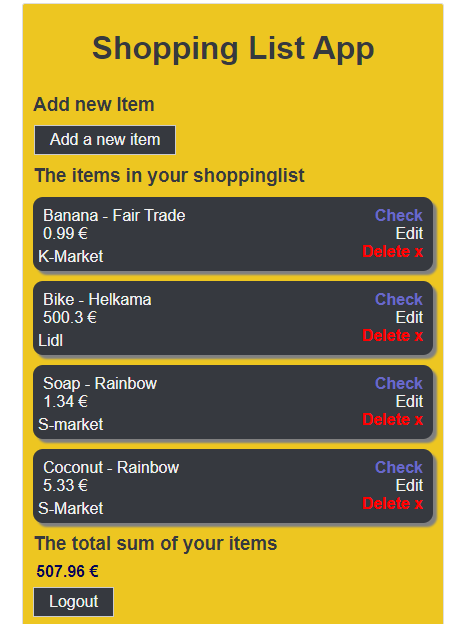 Shopping List App
Add new Item
Add a new item
The items in your shoppinglist
Banana - Fair Trade
Check
0.99 €
Edit
K-Market
Delete x
Bike - Helkama
Check
500.3 €
Edit
Lidl
Delete x
Soap - Rainbow
Check
1.34 €
Edit
S-market
Delete x
Coconut - Rainbow
Check
5.33 €
Edit
S-Market
Delete x
The total sum of your items
507.96 €
Logout